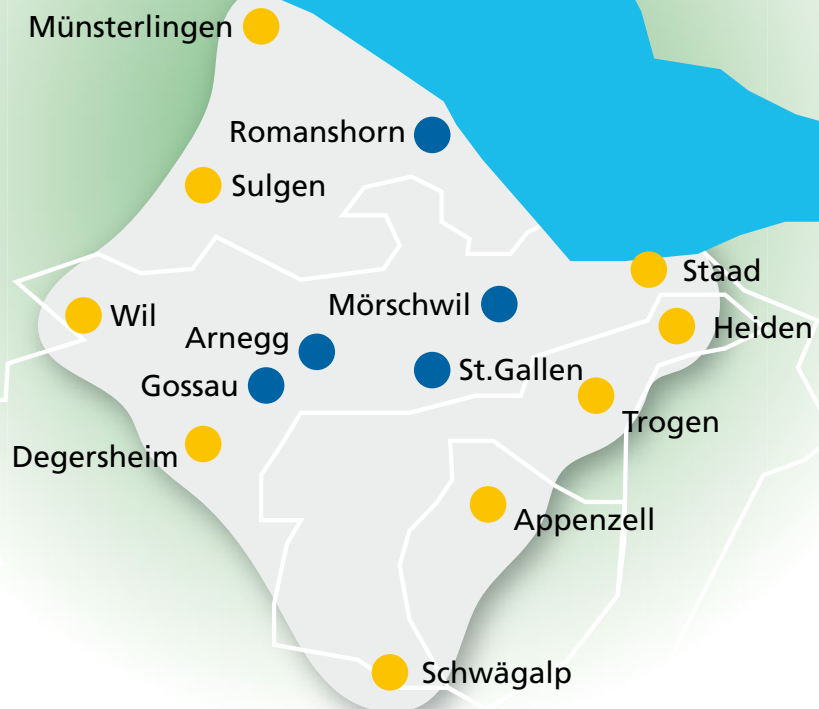 Münsterlingen
Romanshorn
Sulgen
Staad
Mörschwil
Wil
Heiden
Arnegg
St.Gallen
Gossau
Trogen
Degersheim
Appenzell
Schwägalp